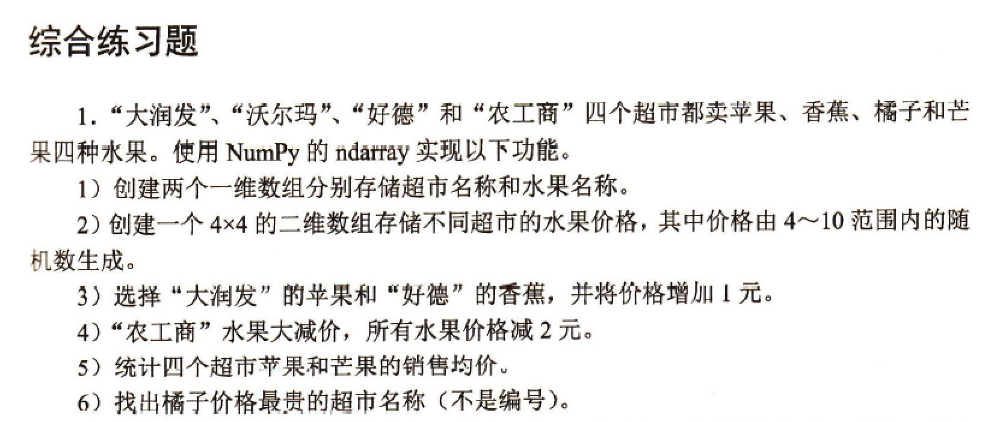 综合练习题
1. “大润发”、“沃尔玛”、“好德”和“农工商”四个超市都卖苹果、香蕉、橘子和芒
果四种水果。使用 NumPy 的 ndarray 实现以下功能。
1）创建两个一维数组分别存储超市名称和水果名称。
2）创建一个 4×4 的二维数组存储不同超市的水果价格，其中价格由 4～10 范围内的随
机数生成。
3）选择“大润发”的苹果和“好德”的香蕉，并将价格增加 1 元。
4）“农工商”水果大减价，所有水果价格减 2 元。
5）统计四个超市苹果和芒果的销售均价。
6）找出橘子价格最贵的超市名称（不是编号）。